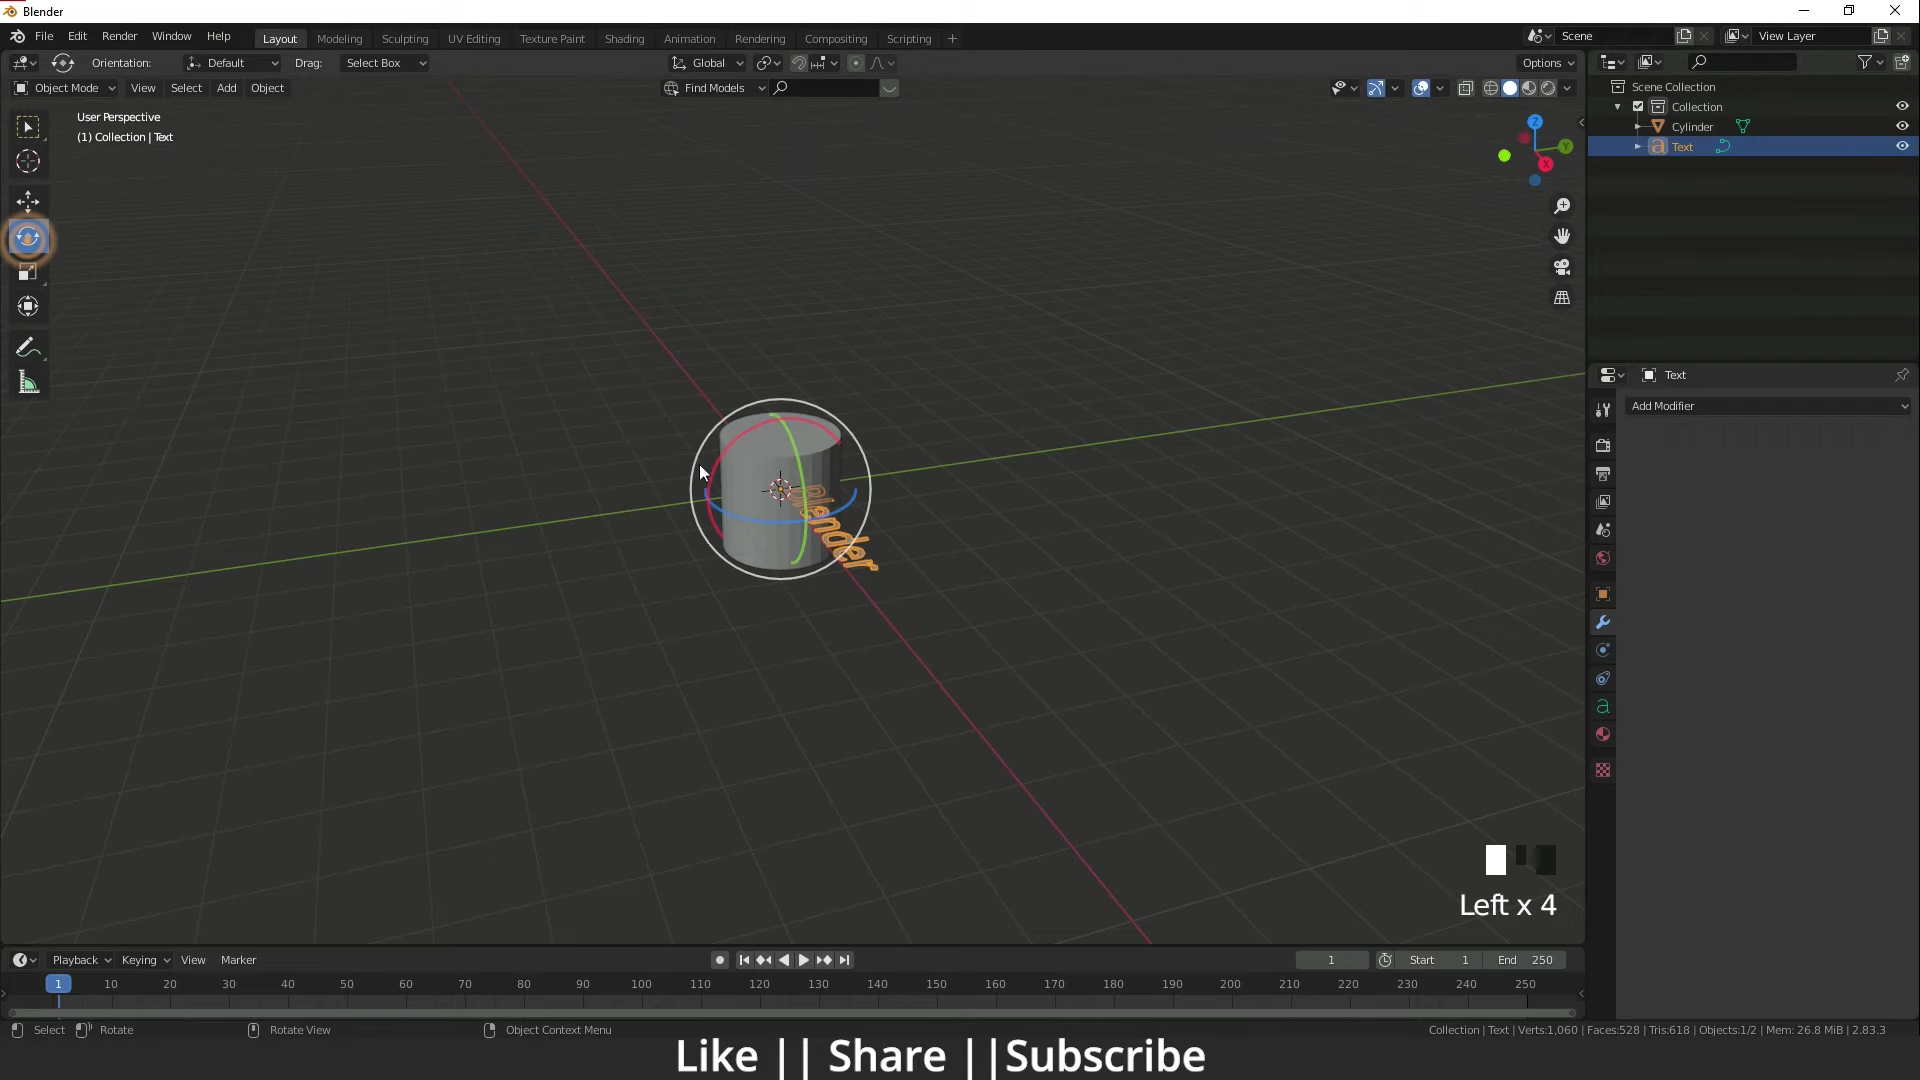 Blender
File Edit Render Window Help Layout Modeling Sculpting UV Editing Texture Paint Shading Animation Rendering Compositing Scripting + Scene View Layer
Orientation: Default Drag: Select Box Global Options
Object Mode View Select Add Object Find Models
User Perspective
(1) Collection | Text
Z
Y
X
Blender
Scene Collection
Collection
Cylinder
Text
Text
Add Modifier
Left x 4
Playback Keying View Marker 1 Start 1 End 250
1 10 20 30 40 50 60 70 80 90 100 110 120 130 140 150 160 170 180 190 200 210 220 230 240 250
Select Rotate Rotate View Object Context Menu Collection | Text | Verts:1,060 | Faces:528 | Tris:618 | Objects:1/2 | Mem: 26.8 MiB | 2.83.3
Like || Share ||Subscribe